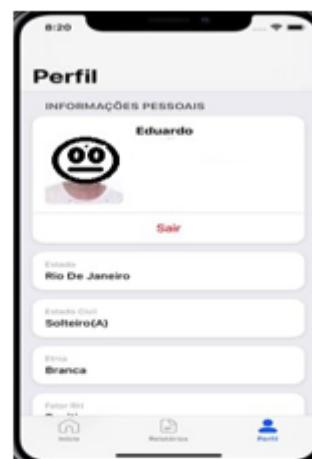 8:20
Perfil
INFORMAÇÕES PESSOAIS
Eduardo
Sair
Estado
Rio De Janeiro
Estado Civil
Solteiro(A)
Etnia
Branca
Fator RH
Início
Relatórios
Perfil